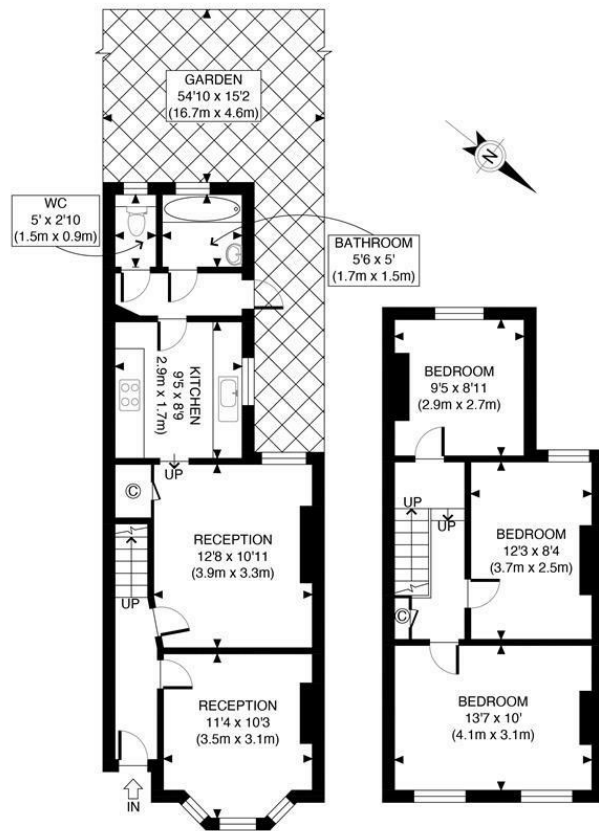 GARDEN
54'10 x 15'2
(16.7m x 4.6m)
N
WC
5' x 2'10
(1.5m x 0.9m)
BATHROOM
5'6 x 5'
(1.7m x 1.5m)
KITCHEN
9'5 x 8'9
2.9m x 1.7m)
UP
C
RECEPTION
12'8 x 10'11
(3.9m x 3.3m)
UP
RECEPTION
11'4 x 10'3
(3.5m x 3.1m)
IN
BEDROOM
9'5 x 8'11
(2.9m x 2.7m)
UP
UP
BEDROOM
12'3 x 8'4
(3.7m x 2.5m)
C
BEDROOM
13'7 x 10'
(4.1m x 3.1m)